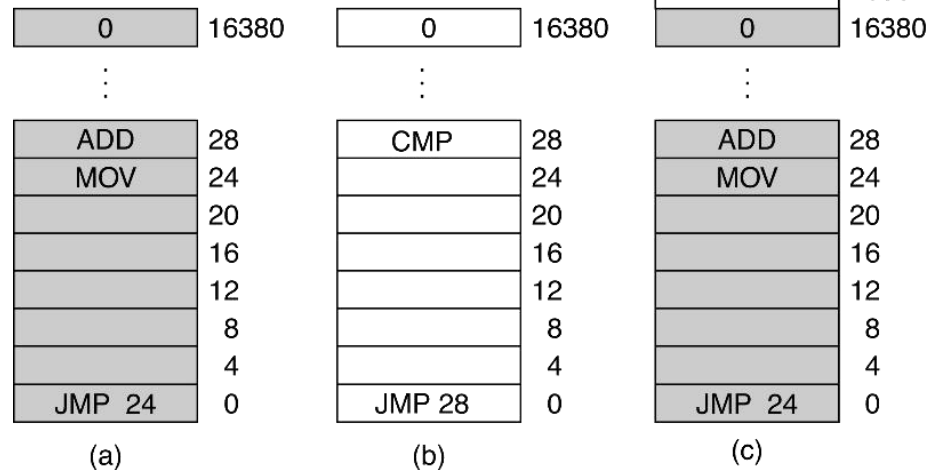 0 16380 0 16380 0 16380
ADD 28 CMP 28 ADD 28
MOV 24 24 MOV 24
20 20 20
16 16 16
12 12 12
8 8 8
4 4 4
JMP 24 0 JMP 28 0 JMP 24 0
(a) (b) (c)